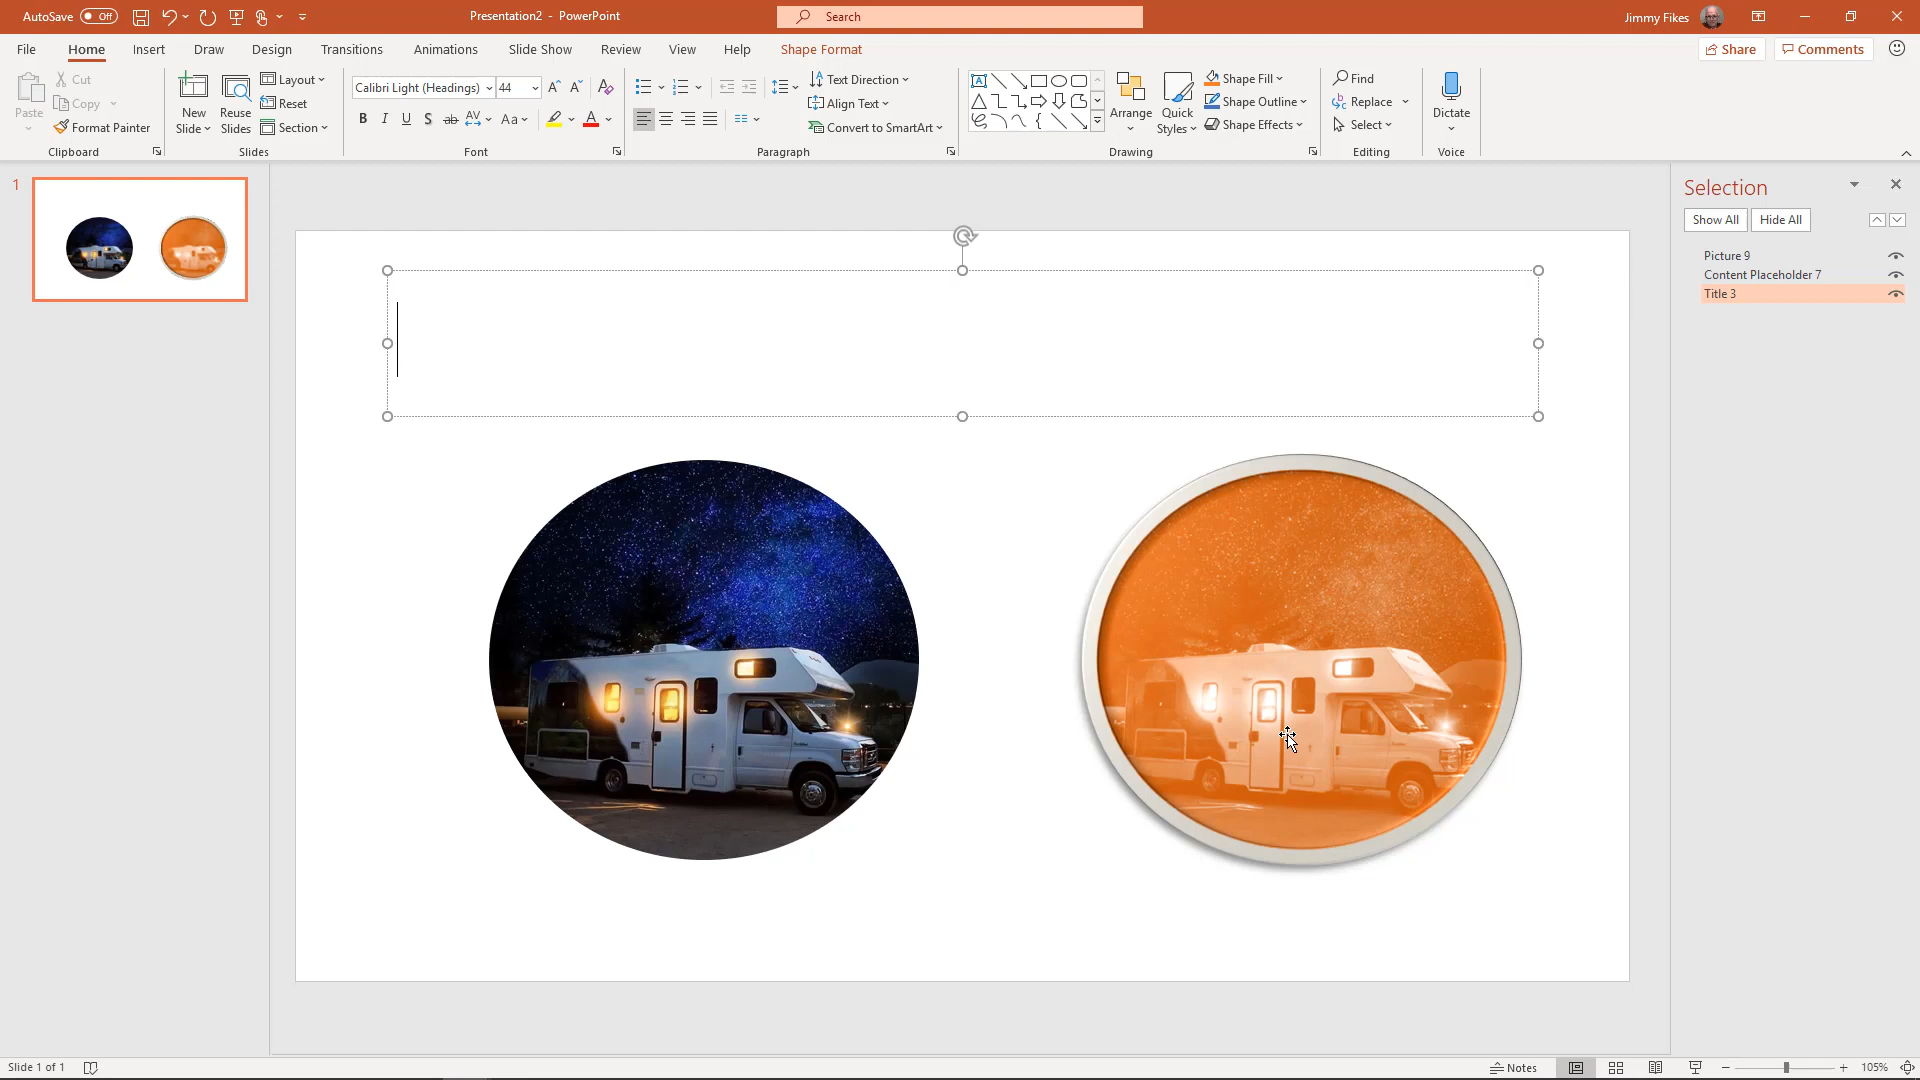 AutoSave Off
Presentation2 - PowerPoint
Search
Jimmy Fikes
File Home Insert Draw Design Transitions Animations Slide Show Review View Help Shape Format
Share Comments
Paste
Cut
Copy
Format Painter
Clipboard
New Slide
Reuse Slides
Layout
Reset
Section
Slides
Calibri Light (Headings) 44
B I U S ab AV Aa A
Font
Text Direction
Align Text
Convert to SmartArt
Paragraph
Arrange
Quick Styles
Shape Fill
Shape Outline
Shape Effects
Drawing
Find
Replace
Select
Editing
Dictate
Voice
1
Selection
Show All Hide All
Picture 9
Content Placeholder 7
Title 3
Slide 1 of 1
Notes
105%